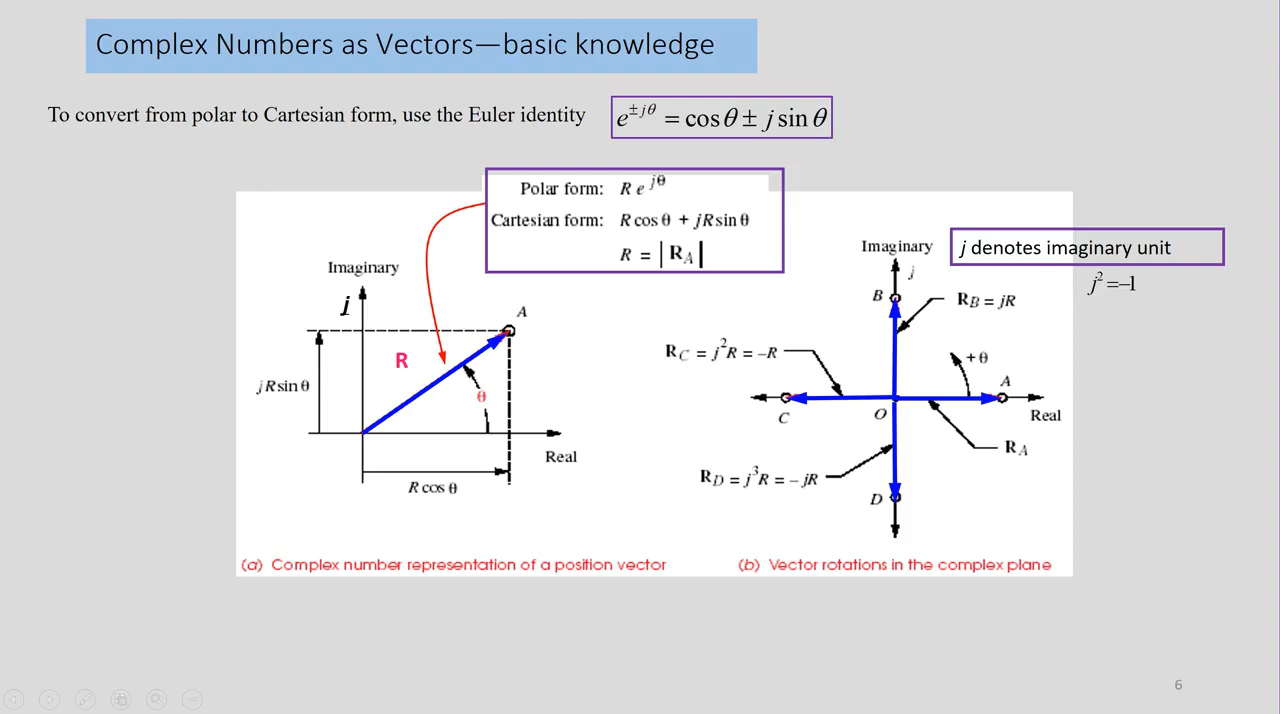 Complex Numbers as Vectors—basic knowledge
To convert from polar to Cartesian form, use the Euler identity
e^{±jθ} = cosθ ± j sinθ
Polar form: R e^{jθ}
Cartesian form: R cos θ + jR sin θ
R = |R_A|
Imaginary
j
A
R
θ
jR sin θ
Real
R cos θ
(a) Complex number representation of a position vector
Imaginary
j
j denotes imaginary unit
j² = –1
B
R_B = jR
R_C = j²R = –R
+ θ
A
C
O
Real
R_A
R_D = j³R = – jR
D
(b) Vector rotations in the complex plane
6